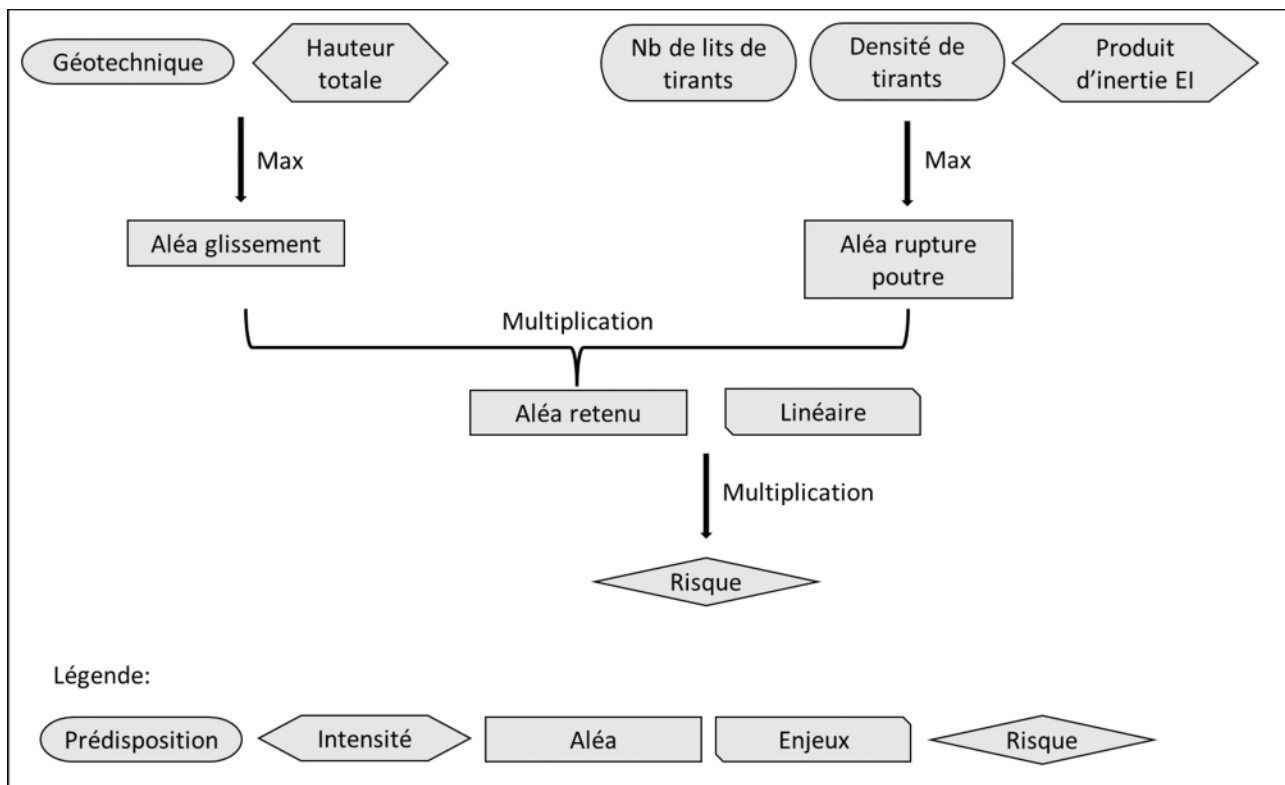 Géotechnique
Hauteur
totale
Nb de lits de
tirants
Densité de
tirants
Produit
d’inertie EI
Max
Max
Aléa glissement
Aléa rupture
poutre
Multiplication
Aléa retenu
Linéaire
Multiplication
Risque
Légende:
Prédisposition
Intensité
Aléa
Enjeux
Risque